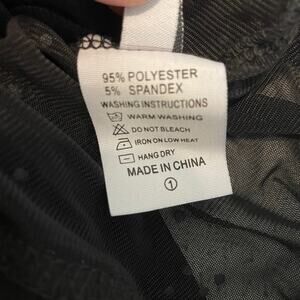 95% POLYESTER
5% SPANDEX
WASHING INSTRUCTIONS
WARM WASHING
DO NOT BLEACH
IRON ON LOW HEAT
HANG DRY
MADE IN CHINA
①